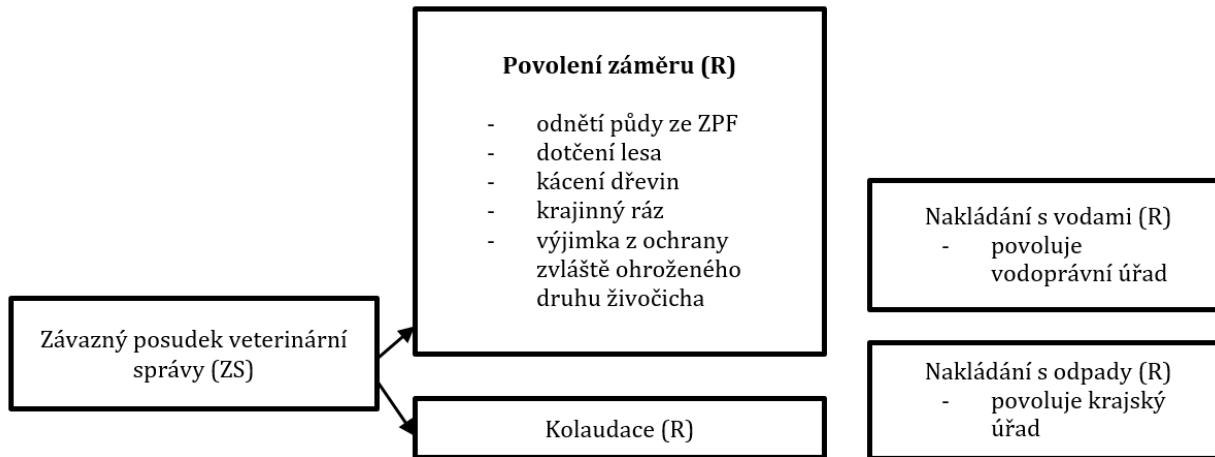 Povolení záměru (R)
- odnětí půdy ze ZPF
- dotčení lesa
- kácení dřevin
- krajinný ráz
- výjimka z ochrany
zvláště ohroženého
druhu živočicha
Závazný posudek veterinární
správy (ZS)
Kolaudace (R)
Nakládání s vodami (R)
- povoluje
vodoprávní úřad
Nakládání s odpady (R)
- povoluje krajský
úřad